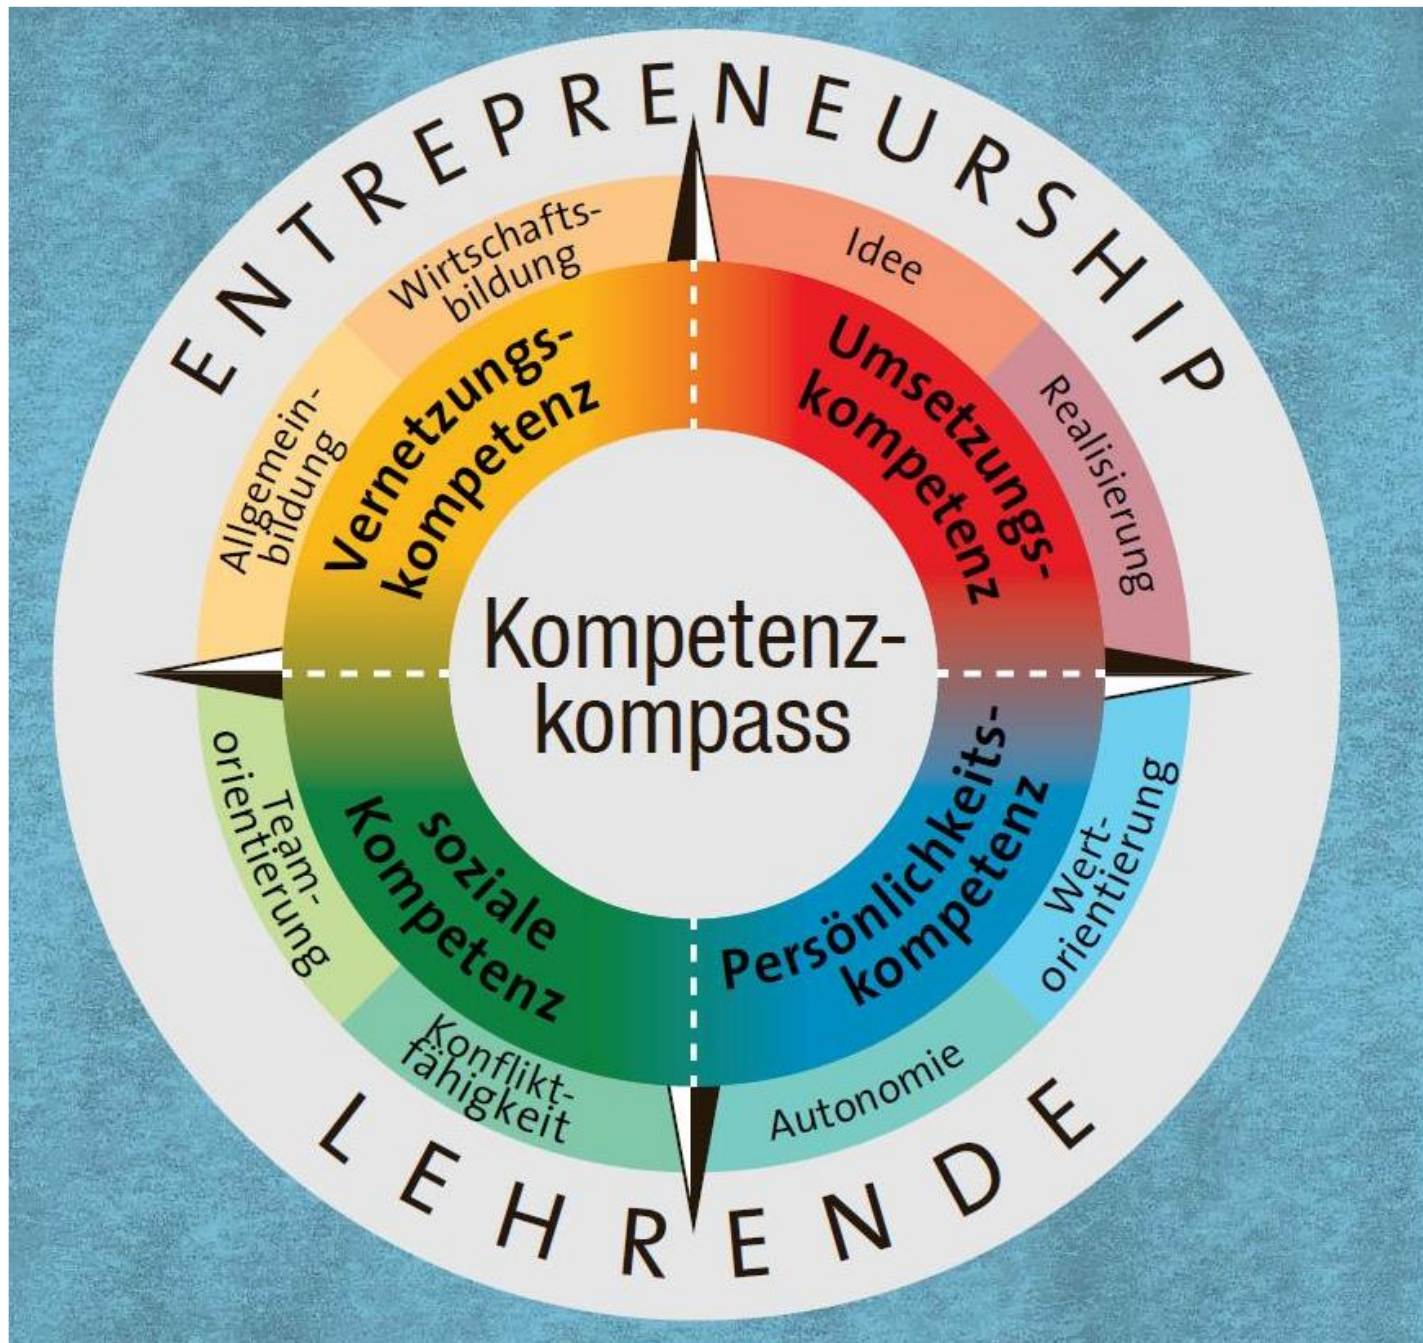 ENTREPRENEURSHIP
Wirtschafts-
bildung
Idee
Allgemein-
bildung
Realisierung
Vernetzungs-
kompetenz
Umsetzungs-
kompetenz
Kompetenz-
kompass
soziale
Kompetenz
Persönlichkeits-
kompetenz
Team-
orientierung
Wert-
orientierung
Konflikt-
fähigkeit
Autonomie
LEHRENDE